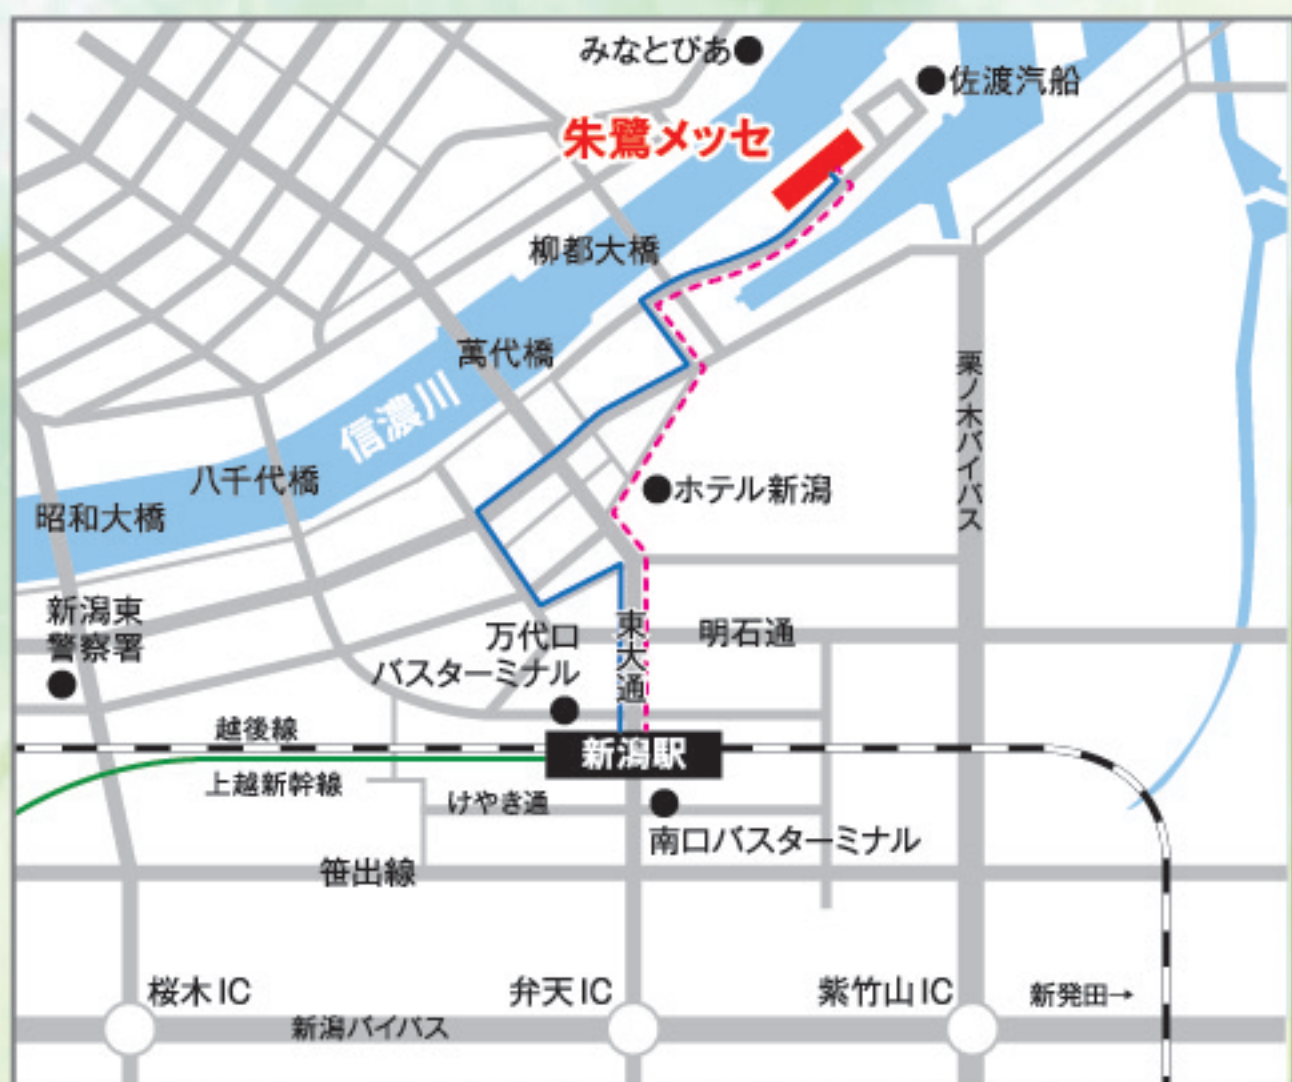 みなとぴあ
佐渡汽船
朱鷺メッセ
柳都大橋
萬代橋
信濃川
八千代橋
昭和大橋
栗ノ木バイパス
ホテル新潟
新潟東
警察署
万代口
バスターミナル
東大通
明石通
越後線
新潟駅
上越新幹線
けやき通
南口バスターミナル
笹出線
桜木IC
弁天IC
紫竹山IC
新発田→
新潟バイパス